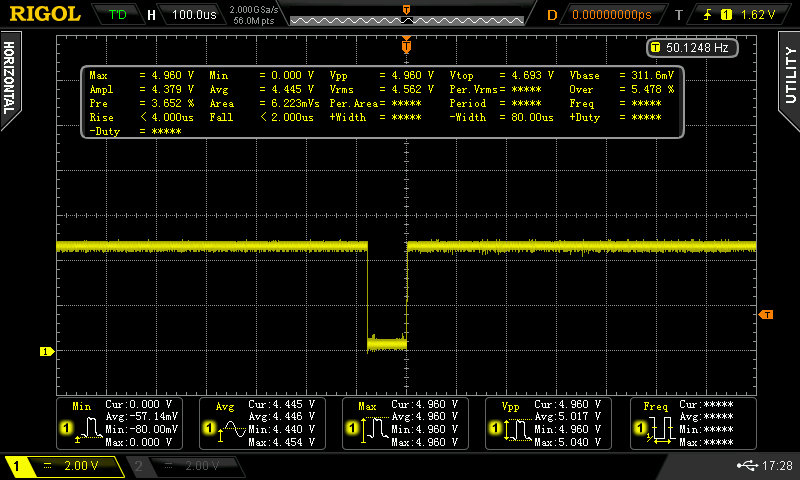 RIGOL T'D H 100.0us 2.000GSa/s 56.0M pts D 0.00000000ps T 1 1.62 V
T
HORIZONTAL
UTILITY
T 50.1248 Hz
Max = 4.960 V Min = 0.000 V Vpp = 4.960 V Vtop = 4.693 V Vbase = 311.6mV
Ampl = 4.379 V Avg = 4.445 V Vrms = 4.562 V Per.Vrms= ***** Over = 5.478 %
Pre = 3.652 % Area = 6.223mVs Per.Area= ***** Period = ***** Freq = *****
Rise < 4.000us Fall < 2.000us +Width = ***** -Width = 80.00us +Duty = *****
-Duty = *****
T
T
1
Min Cur:0.000 V
Avg:-57.14mV
1 Min:-80.00mV
Max:0.000 V
Avg Cur:4.445 V
Avg:4.446 V
1 Min:4.440 V
Max:4.454 V
Max Cur:4.960 V
Avg:4.960 V
1 Min:4.960 V
Max:4.960 V
Vpp Cur:4.960 V
Avg:5.017 V
1 Min:4.960 V
Max:5.040 V
Freq Cur:*****
Avg:*****
1 Min:*****
Max:*****
1 = 2.00 V 2 = 2.00 V 17:28